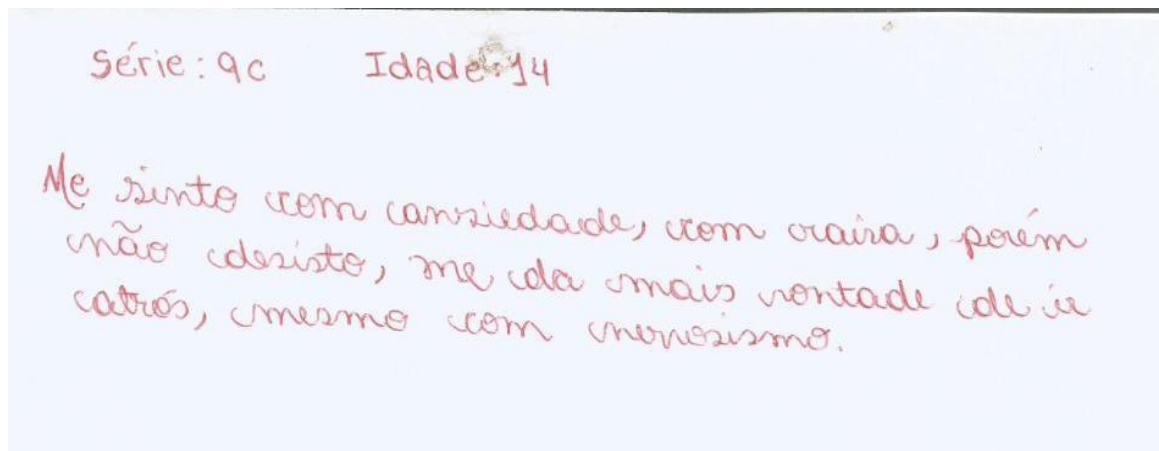 Série: 9c Idade: 14
Me sinto com ansiedade, com raiva, porém
não desisto, me da mais vontade de ir
atrás, mesmo com nervosismo.